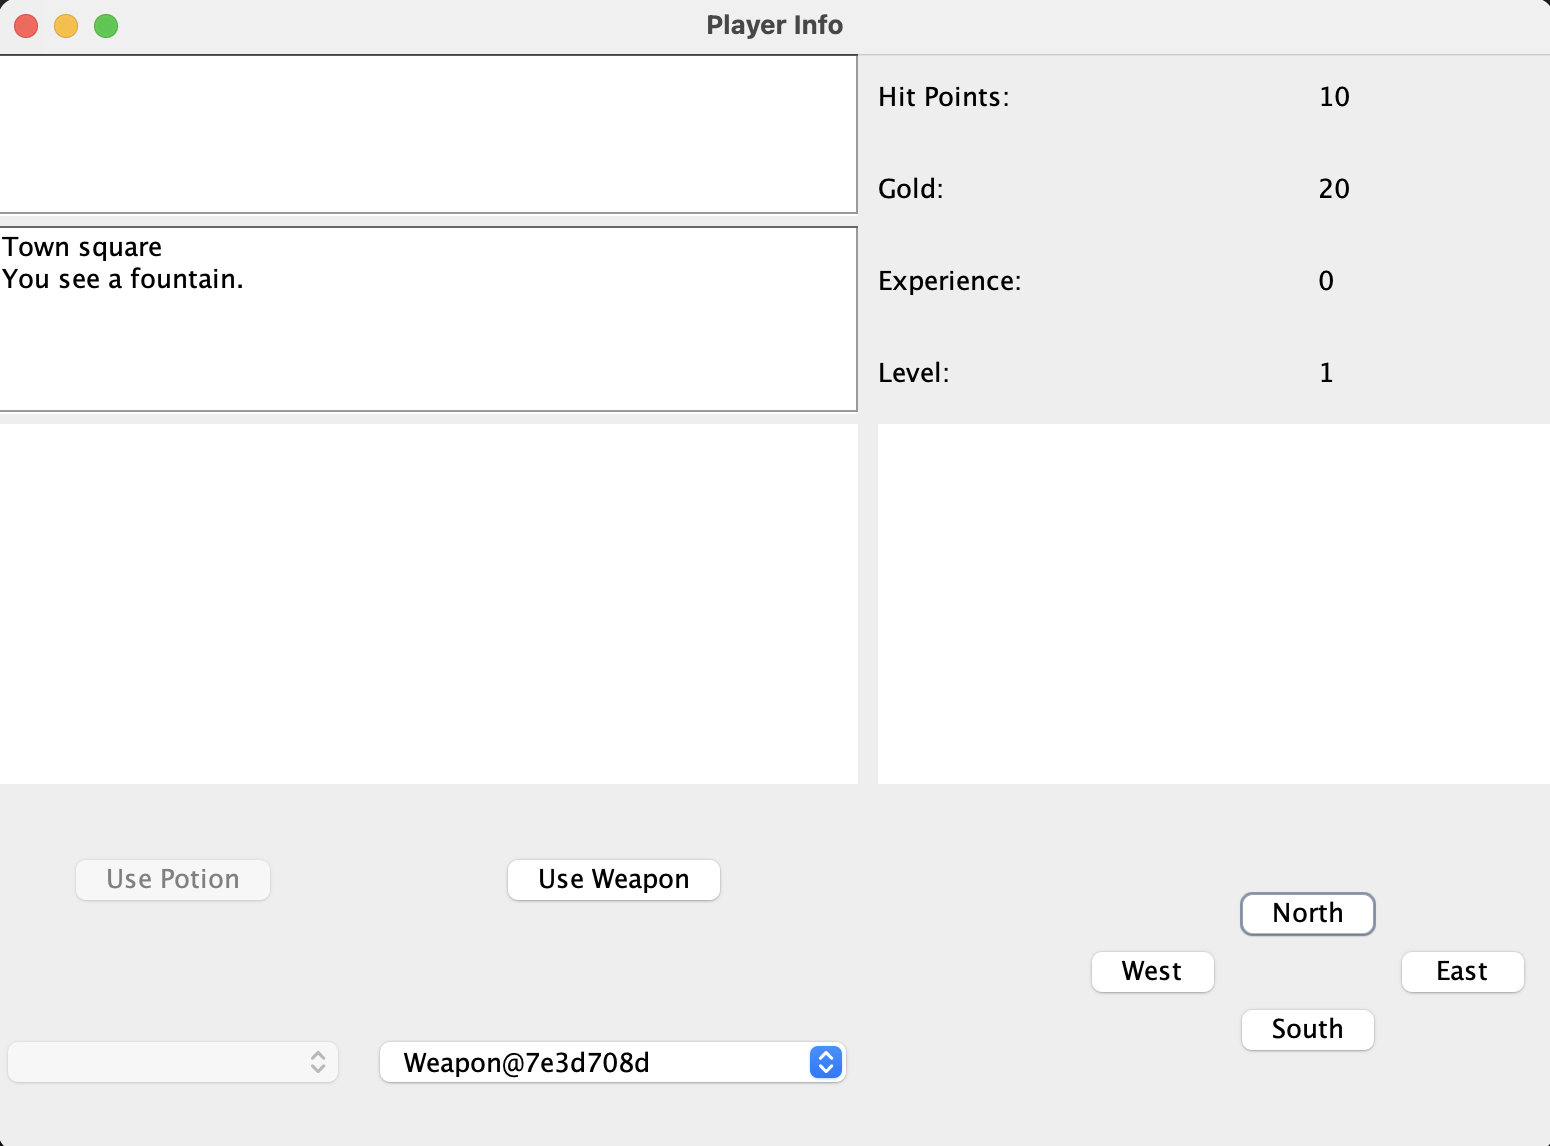 Player Info
Town square
You see a fountain.
Hit Points: 10
Gold: 20
Experience: 0
Level: 1
Use Potion
Use Weapon
North
West
East
South
Weapon@7e3d708d